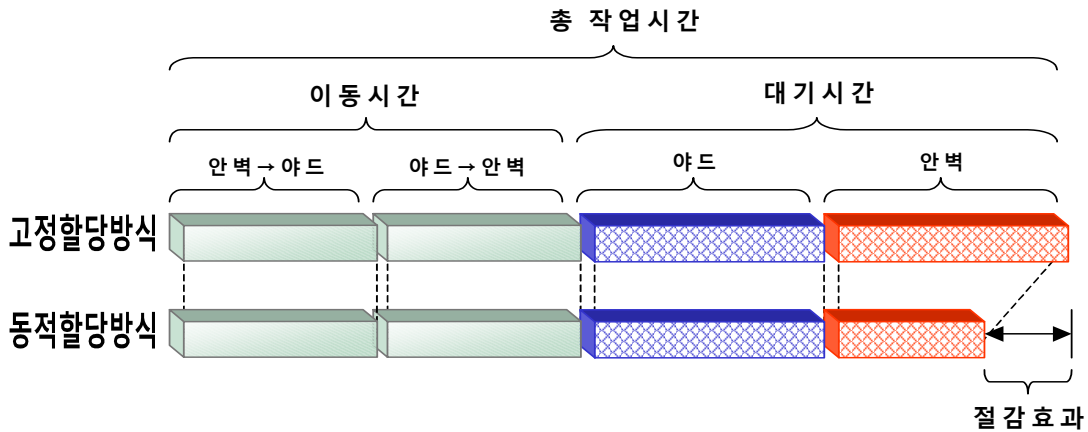 총 작업시간
이동시간
대기시간
안벽→야드
야드→안벽
야드
안벽
고정할당방식
동적할당방식
절감효과